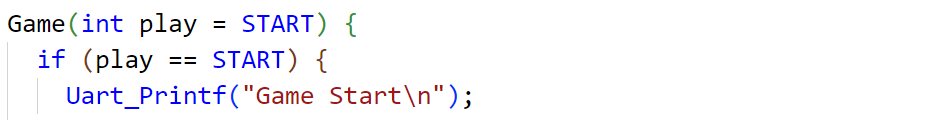 Game(int play = START) {
if (play == START) {
Uart_Printf("Game Start\n");